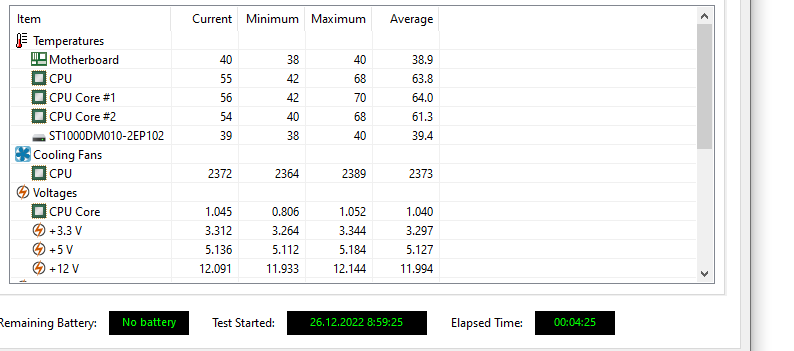 Item Current Minimum Maximum Average
Temperatures
Motherboard 40 38 40 38.9
CPU 55 42 68 63.8
CPU Core #1 56 42 70 64.0
CPU Core #2 54 40 68 61.3
ST1000DM010-2EP102 39 38 40 39.4
Cooling Fans
CPU 2372 2364 2389 2373
Voltages
CPU Core 1.045 0.806 1.052 1.040
+3.3 V 3.312 3.264 3.344 3.297
+5 V 5.136 5.112 5.184 5.127
+12 V 12.091 11.933 12.144 11.994
Remaining Battery: No battery Test Started: 26.12.2022 8:59:25 Elapsed Time: 00:04:25